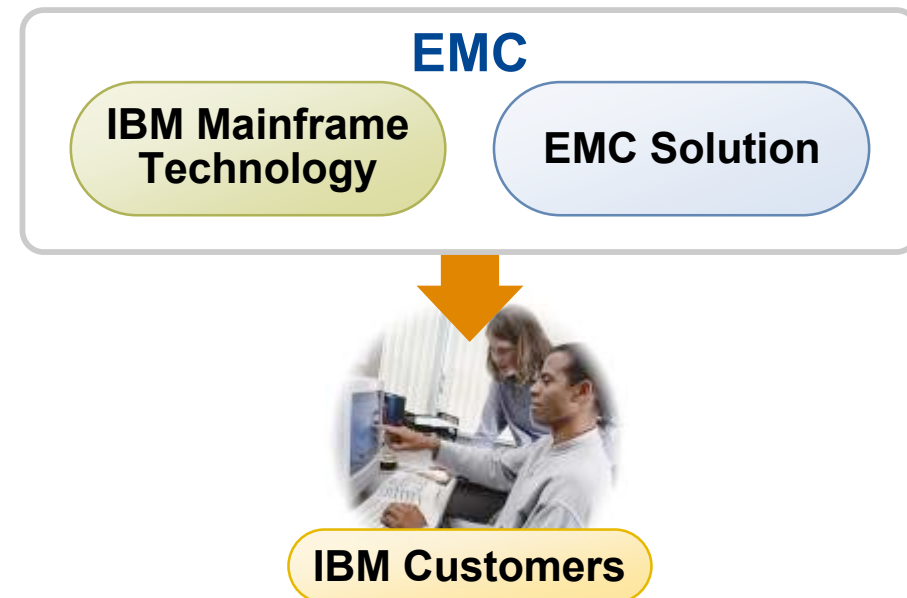 EMC
IBM Mainframe
Technology
EMC Solution
IBM Customers